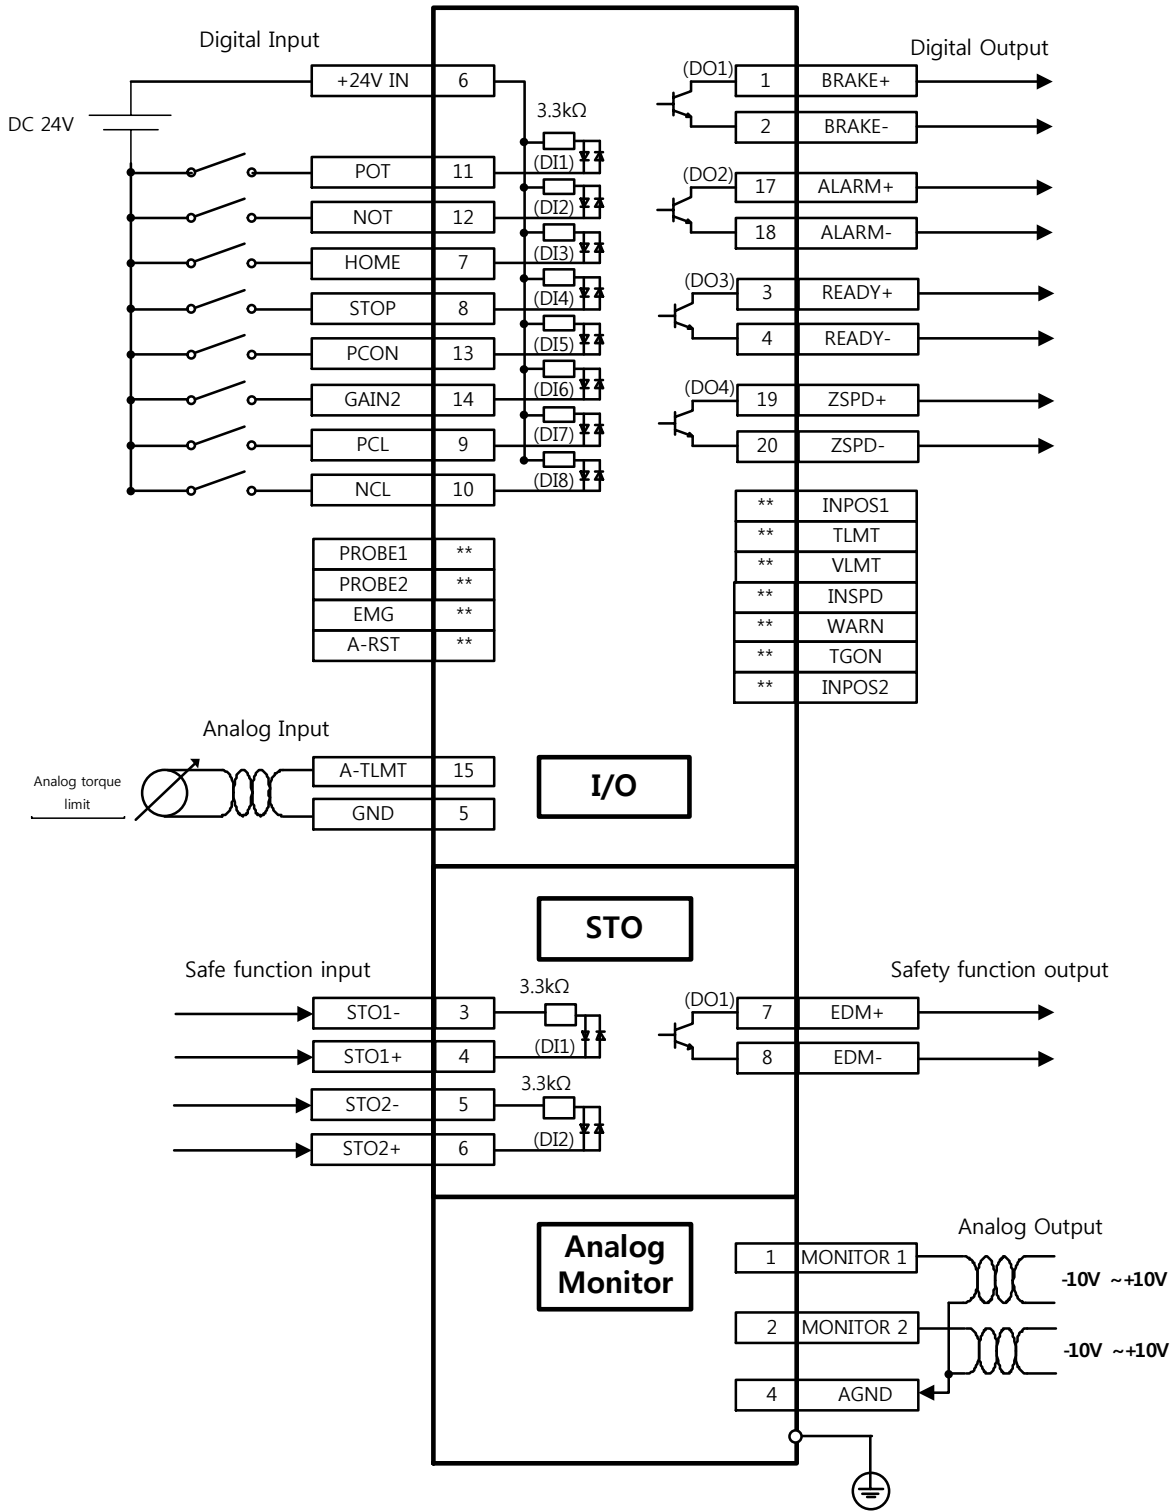 Digital Input
Digital Output
+24V IN 6
DC 24V
3.3kΩ
POT 11 (DI1)
NOT 12 (DI2)
HOME 7 (DI3)
STOP 8 (DI4)
PCON 13 (DI5)
GAIN2 14 (DI6)
PCL 9 (DI7)
NCL 10 (DI8)
PROBE1 **
PROBE2 **
EMG **
A-RST **
(DO1) 1 BRAKE+
2 BRAKE-
(DO2) 17 ALARM+
18 ALARM-
(DO3) 3 READY+
4 READY-
(DO4) 19 ZSPD+
20 ZSPD-
** INPOS1
** TLMT
** VLMT
** INSPD
** WARN
** TGON
** INPOS2
Analog Input
Analog torque
limit
A-TLMT 15
GND 5
I/O
STO
Safe function input
3.3kΩ
STO1- 3
STO1+ 4 (DI1)
3.3kΩ
STO2- 5
STO2+ 6 (DI2)
Safety function output
(DO1) 7 EDM+
8 EDM-
Analog
Monitor
Analog Output
1 MONITOR 1
-10V ~+10V
2 MONITOR 2
-10V ~+10V
4 AGND